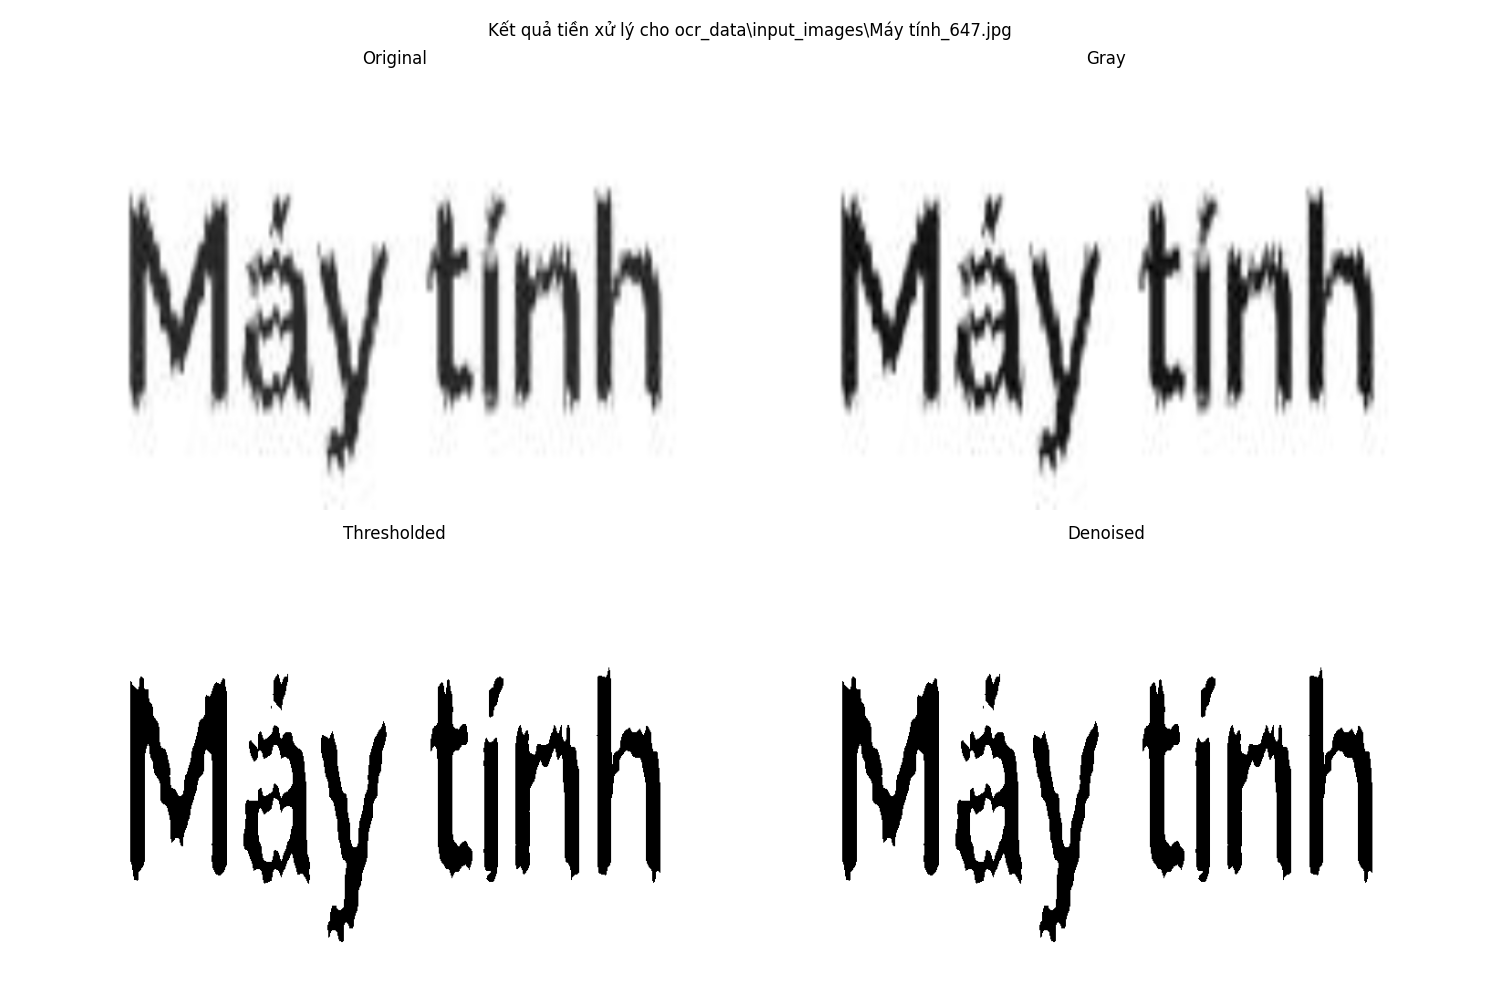 Kết quả tiền xử lý cho ocr_data\input_images\Máy tính_647.jpg
Original
Gray
Máy tính
Máy tính
Thresholded
Denoised
Máy tính
Máy tính